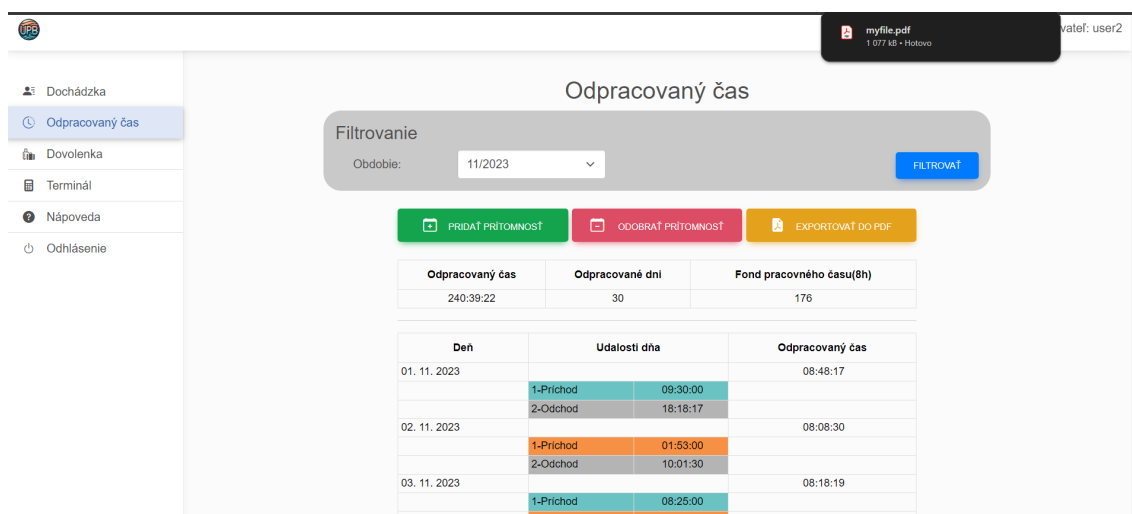 UPB
myfile.pdf
1 077 kB • Hotovo
vateľ: user2
Dochádzka
Odpracovaný čas
Dovolenka
Terminál
Nápoveda
Odhlásenie
Odpracovaný čas
Filtrovanie
Obdobie: 11/2023 FILTROVAŤ
PRIDAŤ PRÍTOMNOSŤ ODOBRAŤ PRÍTOMNOSŤ EXPORTOVAŤ DO PDF
Odpracovaný čas Odpracované dni Fond pracovného času(8h)
240:39:22 30 176
Deň Udalosti dňa Odpracovaný čas
01. 11. 2023 08:48:17
1-Príchod 09:30:00
2-Odchod 18:18:17
02. 11. 2023 08:08:30
1-Príchod 01:53:00
2-Odchod 10:01:30
03. 11. 2023 08:18:19
1-Príchod 08:25:00